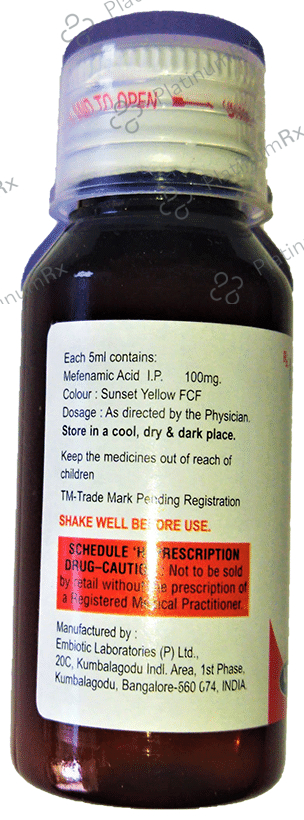 TO OPEN
Each 5ml contains:
Mefenamic Acid I.P. 100mg.
Colour : Sunset Yellow FCF
Dosage : As directed by the Physician.
Store in a cool, dry & dark place.
Keep the medicines out of reach of
children
TM-Trade Mark Pending Registration
SHAKE WELL BEFORE USE.
SCHEDULE 'H' PRESCRIPTION
DRUG-CAUTION: Not to be sold
by retail without the prescription of
a Registered Medical Practitioner.
Manufactured by :
Embiotic Laboratories (P) Ltd.,
20C, Kumbalagodu Indl. Area, 1st Phase,
Kumbalagodu, Bangalore-560 074, INDIA.
PlatinumRx